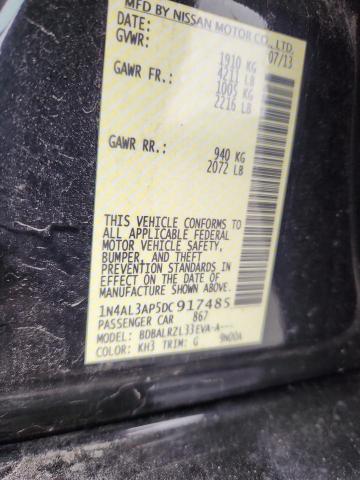 MFD BY NISSAN MOTOR CO., LTD.
DATE: 07/13
GVWR: 1910 KG
4211 LB
GAWR FR.: 1005 KG
2216 LB
GAWR RR.: 940 KG
2072 LB
THIS VEHICLE CONFORMS TO
ALL APPLICABLE FEDERAL
MOTOR VEHICLE SAFETY,
BUMPER, AND THEFT
PREVENTION STANDARDS IN
EFFECT ON THE DATE OF
MANUFACTURE SHOWN ABOVE.
1N4AL3AP5DC917485
PASSENGER CAR 867
MODEL: BDBALRZL33EVA-A---
COLOR: KH3 TRIM: G 9N00A